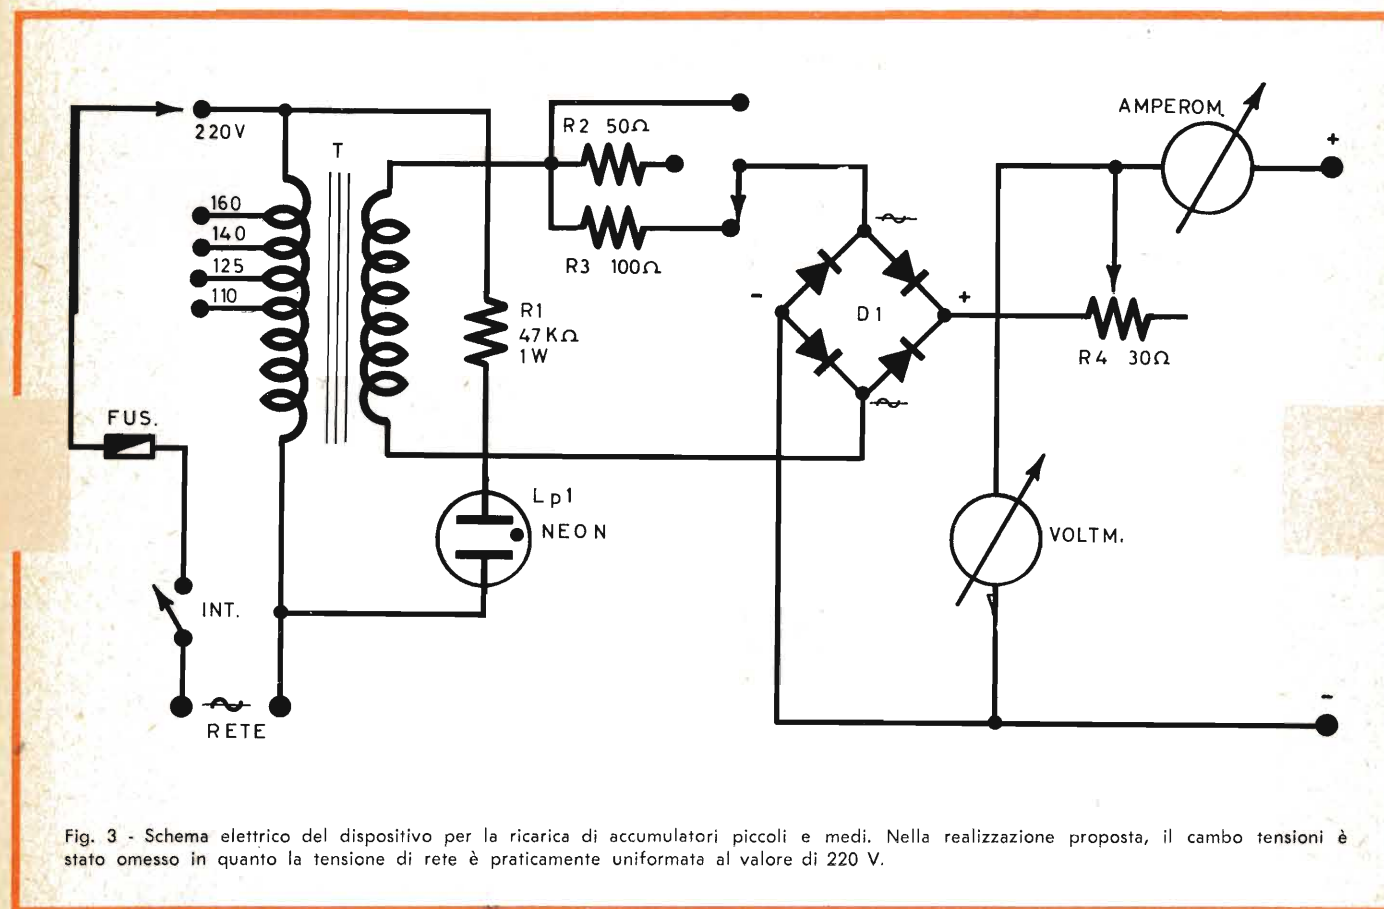 AMPEROM.
+
220V
R2 50Ω
T
160
140
125
110
R3 100Ω
-
D1
+
R1
47KΩ
1W
R4 30Ω
FUS.
Lp1
NEON
VOLTM.
INT.
RETE
-
Fig. 3 - Schema elettrico del dispositivo per la ricarica di accumulatori piccoli e medi. Nella realizzazione proposta, il cambo tensioni è
stato omesso in quanto la tensione di rete è praticamente uniformata al valore di 220 V.